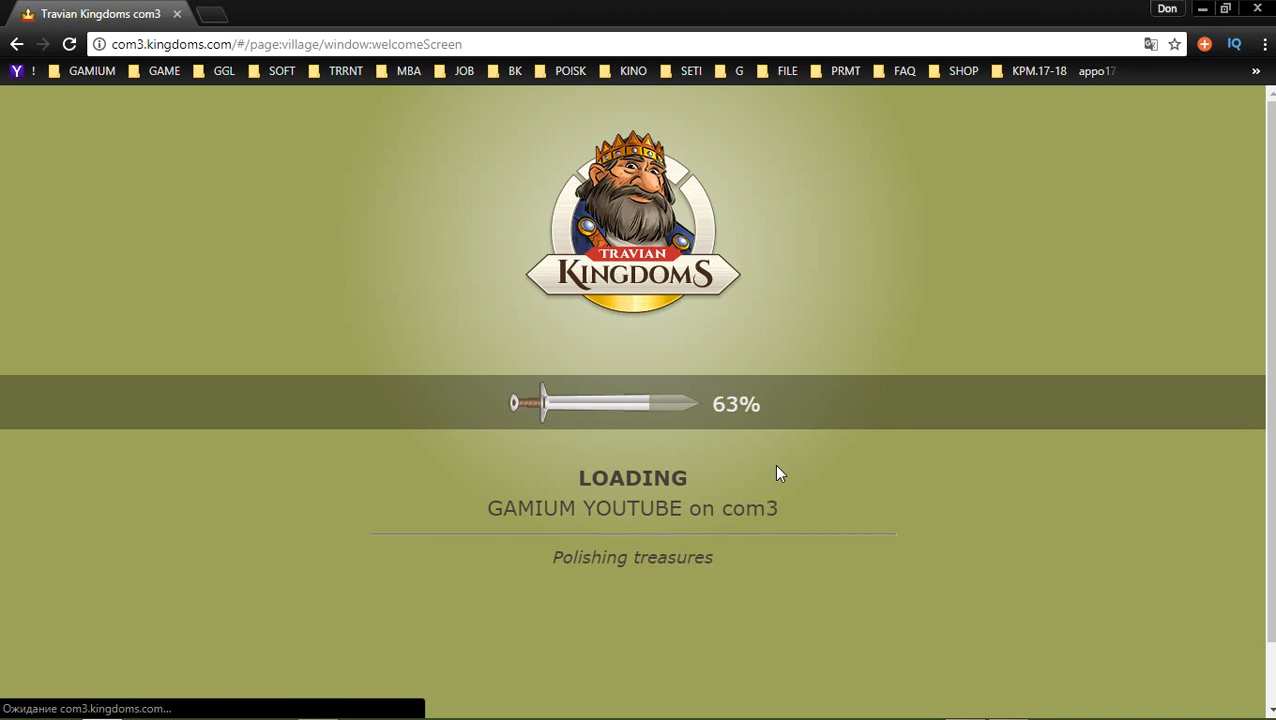 Travian Kingdoms com3
Don
com3.kingdoms.com/#/page:village/window:welcomeScreen
IQ
Y ! GAMIUM GAME GGL SOFT TRRNT MBA JOB BK POISK KINO SETI G FILE PRMT FAQ SHOP KPM.17-18 appo17 »
TRAVIAN
KINGDOMS
63%
LOADING
GAMIUM YOUTUBE on com3
Polishing treasures
Ожидание com3.kingdoms.com...